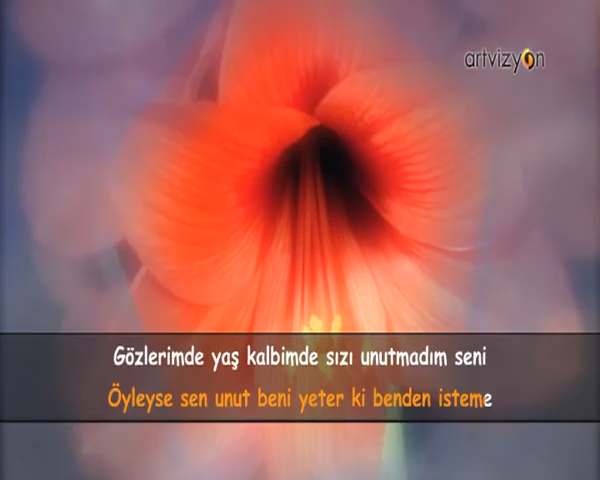 artvizyon
Gözlerimde yaş kalbimde sızı unutmadım seni
Öyleyse sen unut beni yeter ki benden isteme